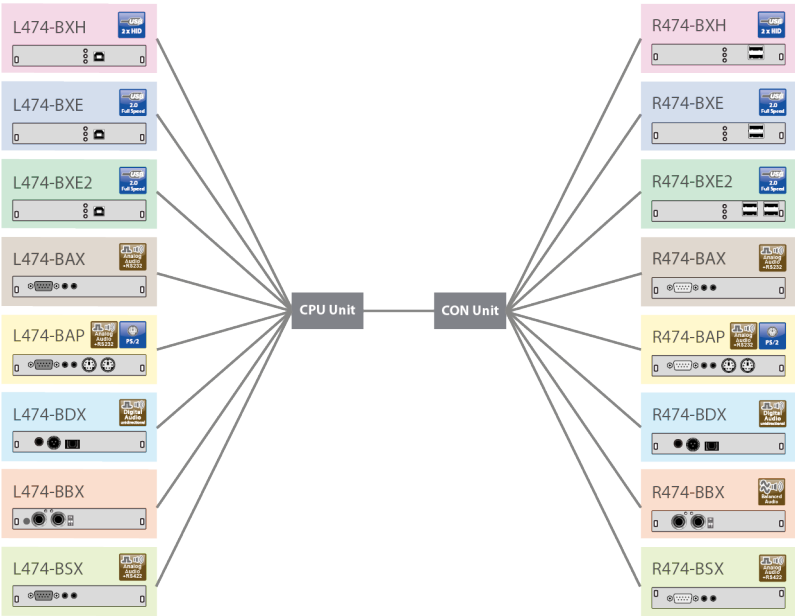 L474-BXH
USB
2 x HID
L474-BXE
USB
2.0
Full Speed
L474-BXE2
USB
2.0
Full Speed
L474-BAX
Analog
Audio
+RS232
L474-BAP
Analog
Audio
+RS232
PS/2
L474-BDX
Digital
Audio
unidirectional
L474-BBX
L474-BSX
Analog
Audio
+RS422
CPU Unit
CON Unit
R474-BXH
USB
2 x HID
R474-BXE
USB
2.0
Full Speed
R474-BXE2
USB
2.0
Full Speed
R474-BAX
Analog
Audio
+RS232
R474-BAP
Analog
Audio
+RS232
PS/2
R474-BDX
Digital
Audio
unidirectional
R474-BBX
Balanced
Audio
R474-BSX
Analog
Audio
+RS422